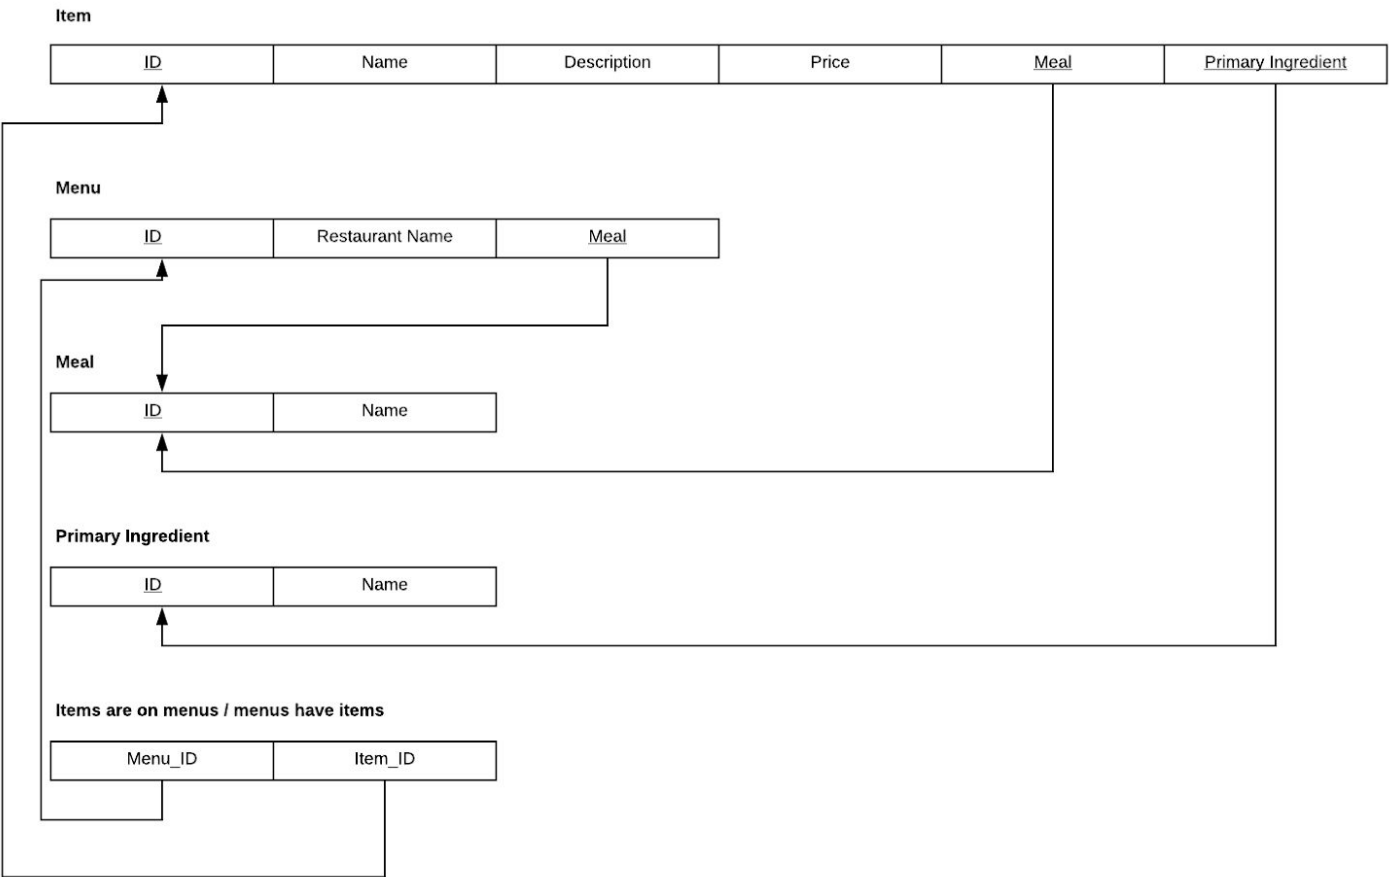 Item
ID Name Description Price Meal Primary Ingredient
Menu
ID Restaurant Name Meal
Meal
ID Name
Primary Ingredient
ID Name
Items are on menus / menus have items
Menu_ID Item_ID